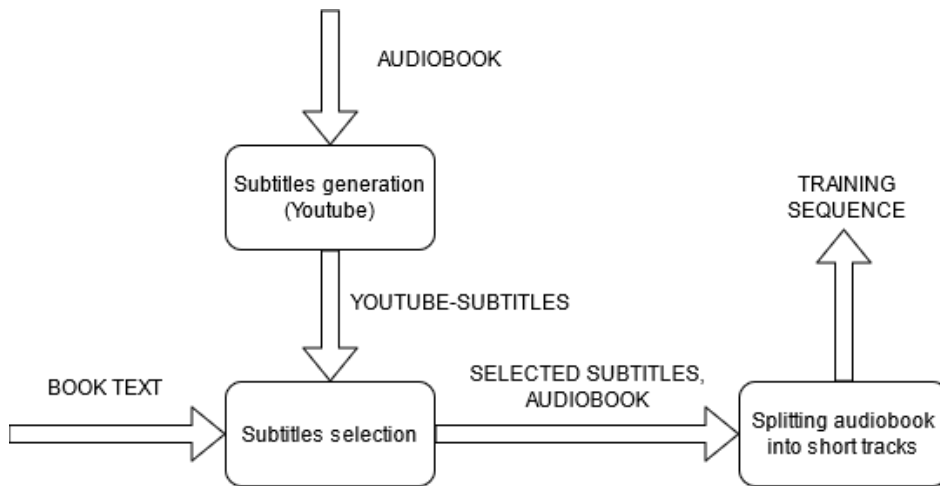 AUDIOBOOK
Subtitles generation
(Youtube)
TRAINING
SEQUENCE
YOUTUBE-SUBTITLES
BOOK TEXT
SELECTED SUBTITLES,
AUDIOBOOK
Subtitles selection
Splitting audiobook
into short tracks